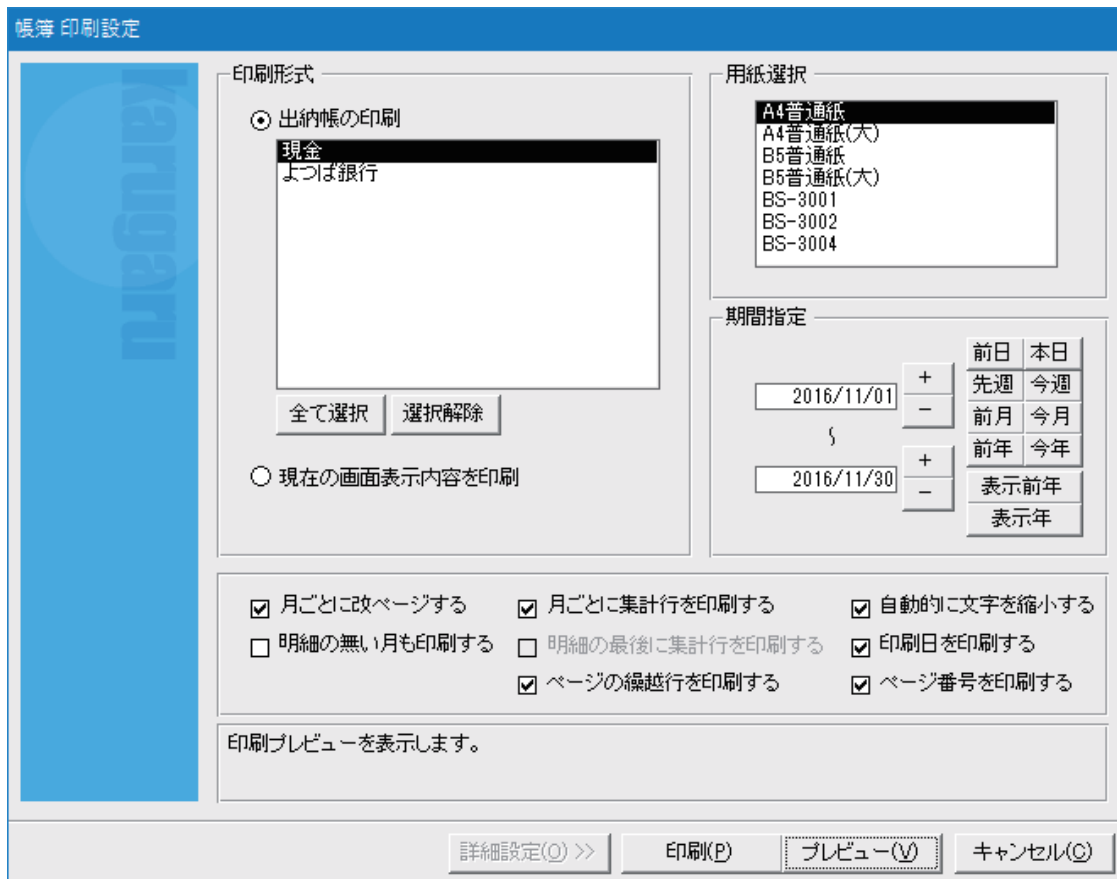 帳簿 印刷設定
karugaru
印刷形式
出納帳の印刷
現金
よつば銀行
全て選択 選択解除
現在の画面表示内容を印刷
用紙選択
A4普通紙
A4普通紙(大)
B5普通紙
B5普通紙(大)
BS-3001
BS-3002
BS-3004
期間指定
2016/11/01
+
-
~
2016/11/30
+
-
前日 本日
先週 今週
前月 今月
前年 今年
表示前年
表示年
月ごとに改ページする 月ごとに集計行を印刷する 自動的に文字を縮小する
明細の無い月も印刷する 明細の最後に集計行を印刷する 印刷日を印刷する
ページの繰越行を印刷する ページ番号を印刷する
印刷プレビューを表示します。
詳細設定(O) >> 印刷(P) プレビュー(V) キャンセル(C)